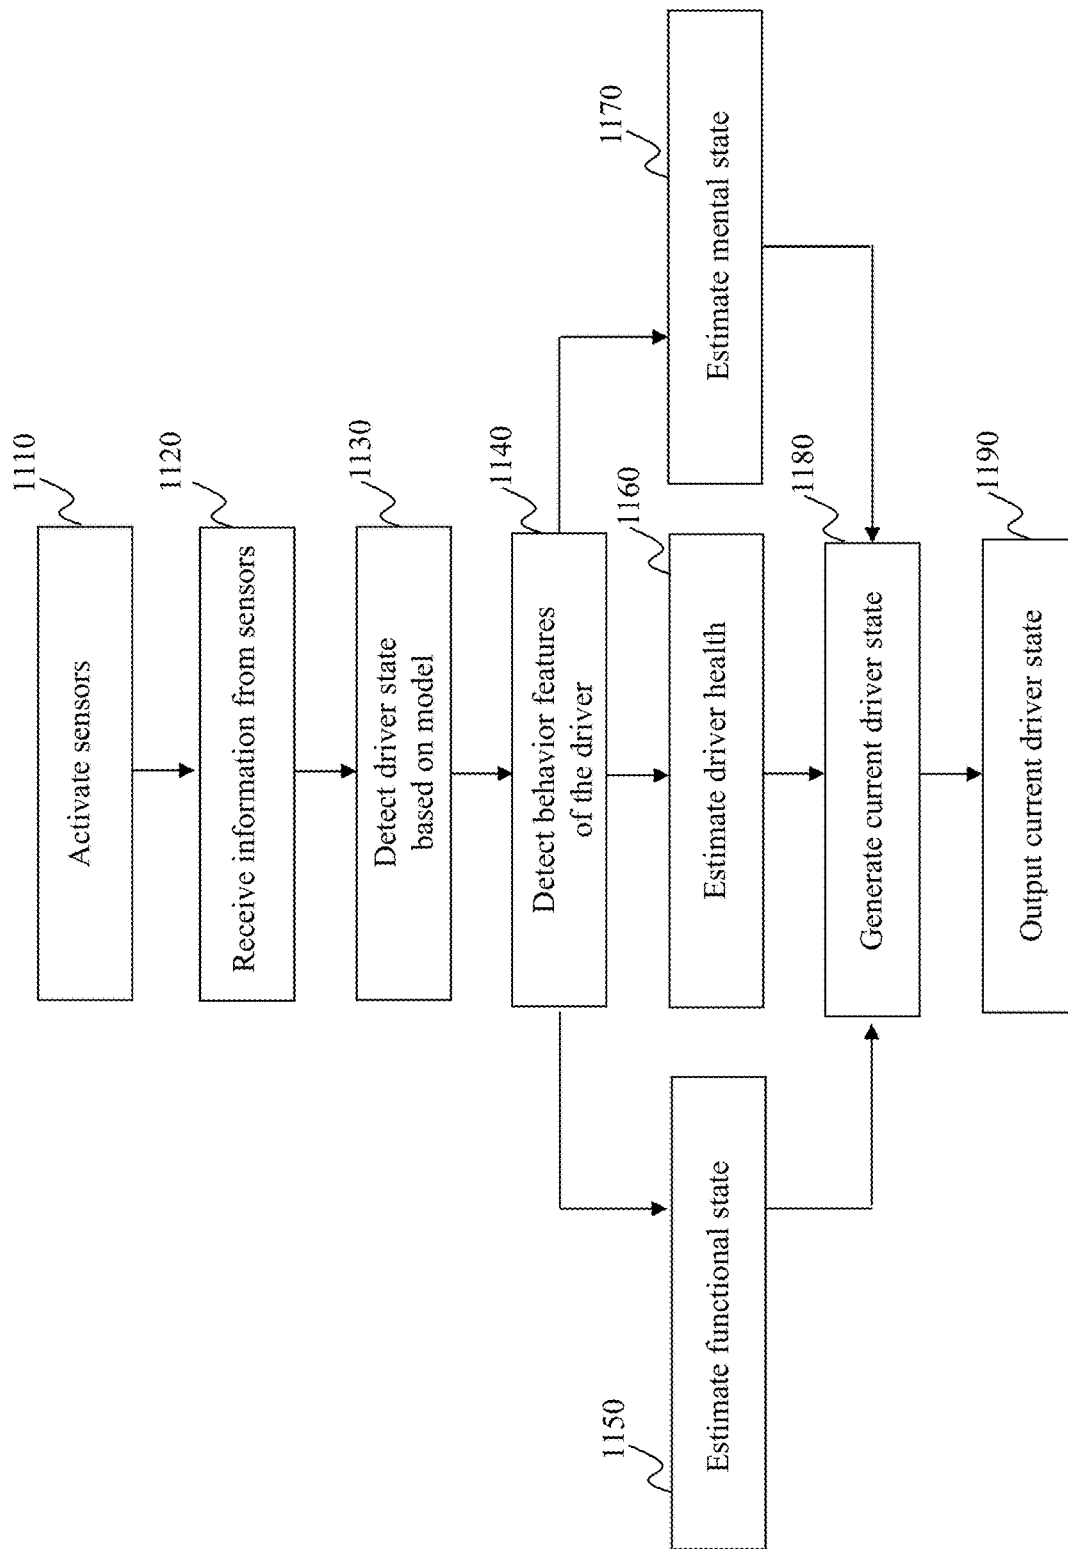 1110
Activate sensors
1120
Receive information from sensors
1130
Detect driver state
based on model
1140
Detect behavior features
of the driver
1150
Estimate functional state
1160
Estimate driver health
1170
Estimate mental state
1180
Generate current driver state
1190
Output current driver state